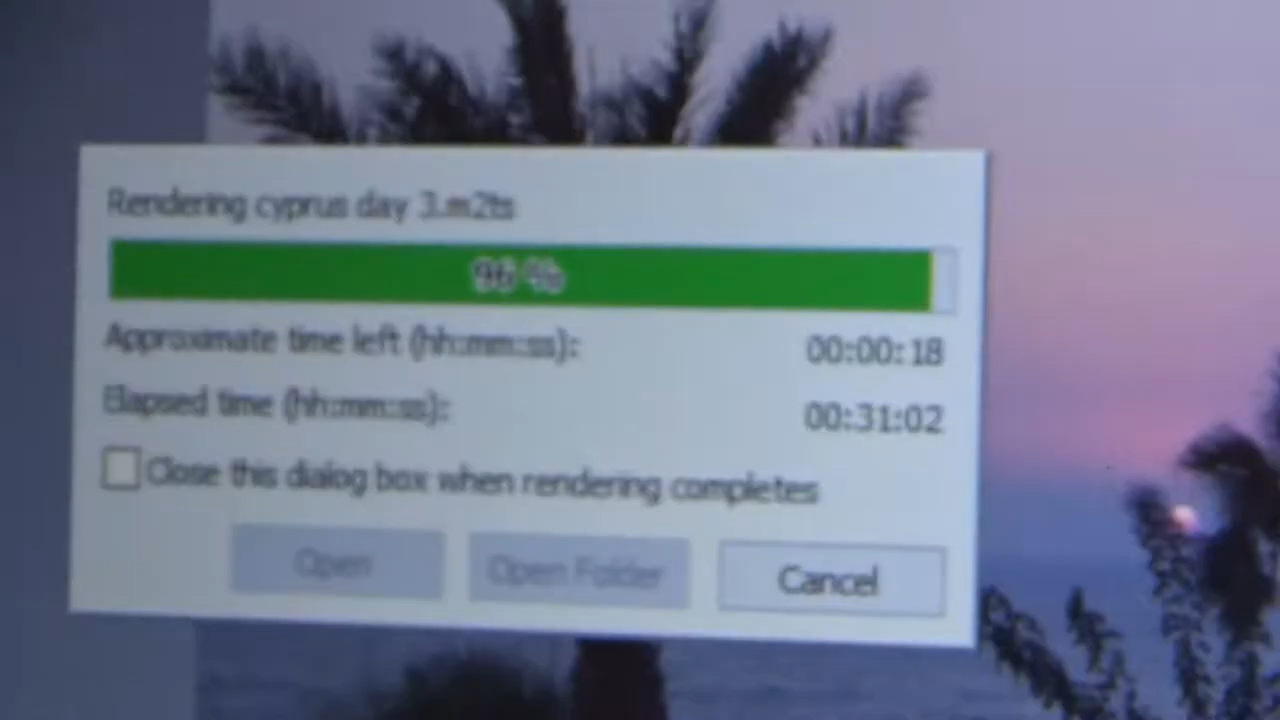 Rendering cyprus day 3.m2ts
96 %
Approximate time left (hh:mm:ss): 00:00:18
Elapsed time (hh:mm:ss): 00:31:02
Close this dialog box when rendering completes
Open Open Folder Cancel